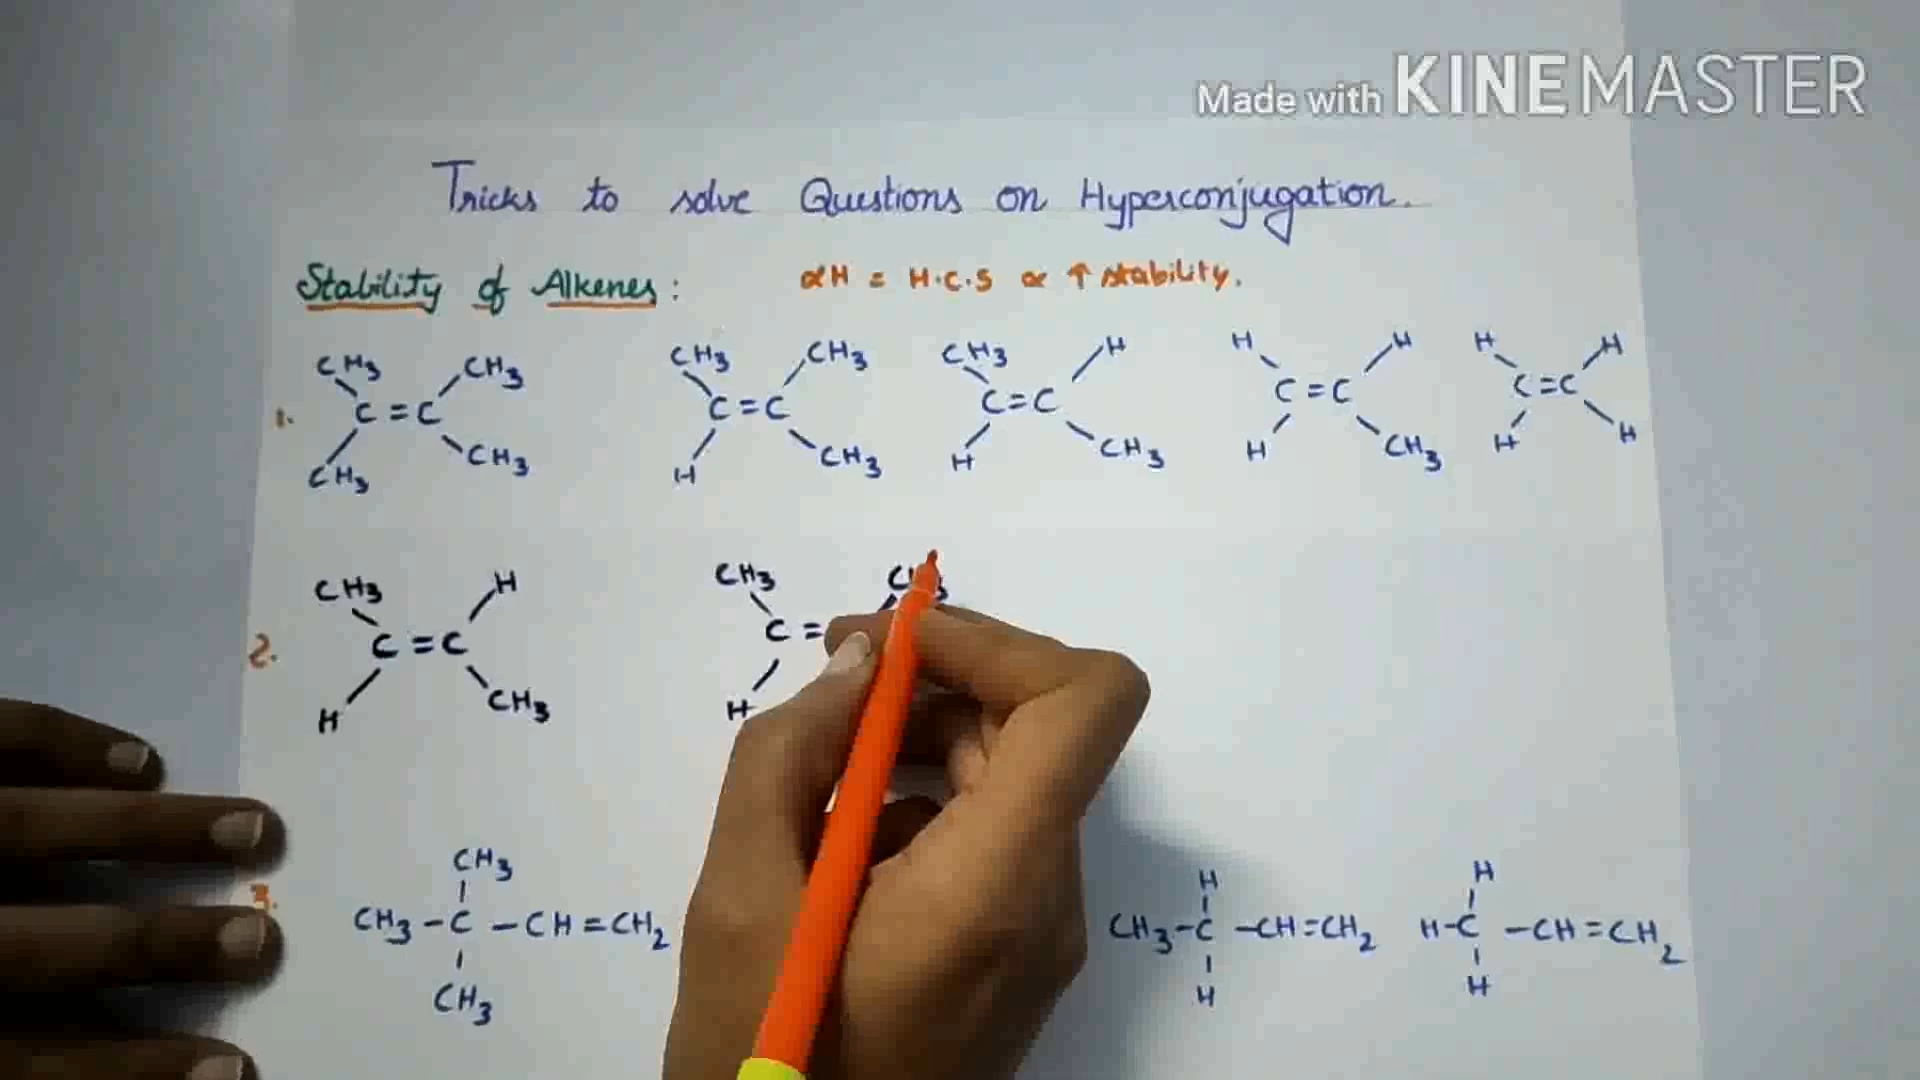 Made with KINEMASTER
Tricks to solve Questions on Hyperconjugation.
Stability of Alkenes: αH = H.C.S ∝ ↑ stability.
CH3 CH3 CH3 CH3 CH3 H H H H H
1. C=C C=C C=C C=C C=C
CH3 CH3 H CH3 H CH3 H CH3 H H
CH3 H CH3
2. C=C C=
H CH3 H
CH3 H H
3. CH3-C-CH=CH2 CH3-C-CH=CH2 H-C-CH=CH2
CH3 H H